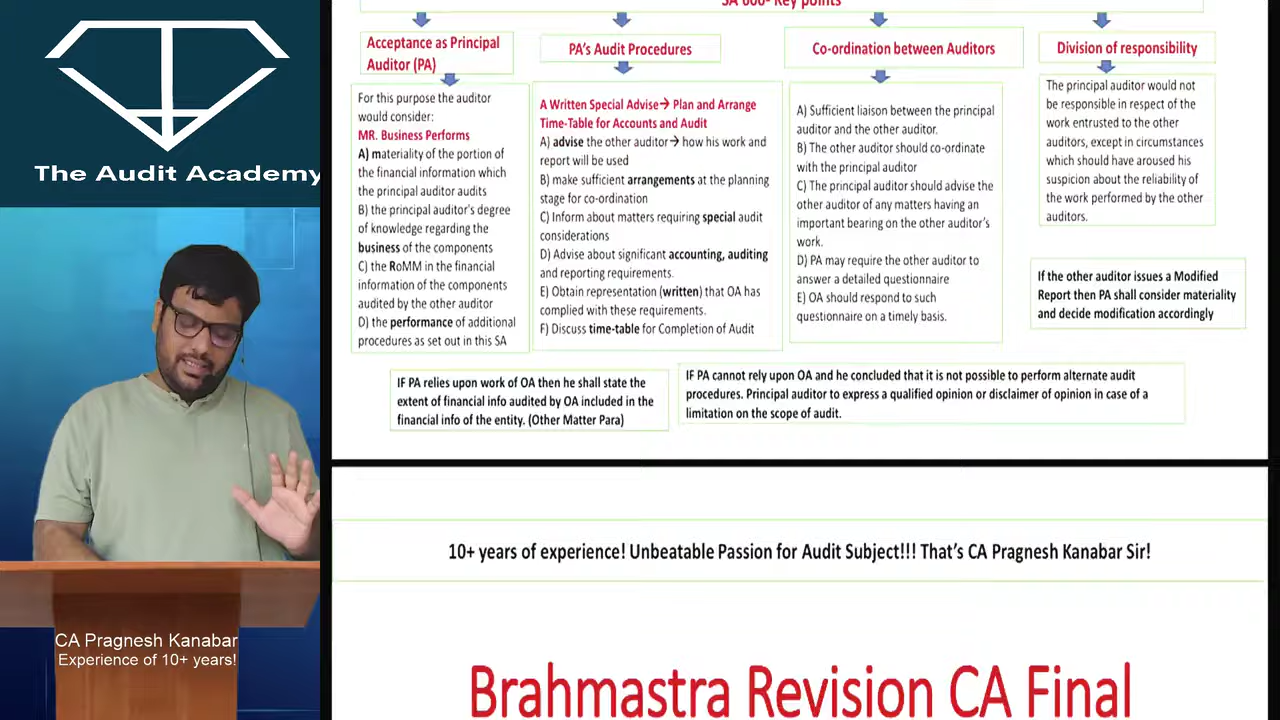 The Audit Academy
CA Pragnesh Kanabar
Experience of 10+ years!
SA 600- Key points
Acceptance as Principal
Auditor (PA)
For this purpose the auditor
would consider:
MR. Business Performs
A) materiality of the portion of
the financial information which
the principal auditor audits
B) the principal auditor's degree
of knowledge regarding the
business of the components
C) the RoMM in the financial
information of the components
audited by the other auditor
D) the performance of additional
procedures as set out in this SA
PA's Audit Procedures
A Written Special Advise→ Plan and Arrange
Time-Table for Accounts and Audit
A) advise the other auditor→ how his work and
report will be used
B) make sufficient arrangements at the planning
stage for co-ordination
C) Inform about matters requiring special audit
considerations
D) Advise about significant accounting, auditing
and reporting requirements.
E) Obtain representation (written) that OA has
complied with these requirements.
F) Discuss time-table for Completion of Audit
Co-ordination between Auditors
A) Sufficient liaison between the principal
auditor and the other auditor.
B) The other auditor should co-ordinate
with the principal auditor
C) The principal auditor should advise the
other auditor of any matters having an
important bearing on the other auditor's
work.
D) PA may require the other auditor to
answer a detailed questionnaire
E) OA should respond to such
questionnaire on a timely basis.
Division of responsibility
The principal auditor would not
be responsible in respect of the
work entrusted to the other
auditors, except in circumstances
which should have aroused his
suspicion about the reliability of
the work performed by the other
auditors.
If the other auditor issues a Modified
Report then PA shall consider materiality
and decide modification accordingly
IF PA relies upon work of OA then he shall state the
extent of financial info audited by OA included in the
financial info of the entity. (Other Matter Para)
IF PA cannot rely upon OA and he concluded that it is not possible to perform alternate audit
procedures. Principal auditor to express a qualified opinion or disclaimer of opinion in case of a
limitation on the scope of audit.
10+ years of experience! Unbeatable Passion for Audit Subject!!! That's CA Pragnesh Kanabar Sir!
Brahmastra Revision CA Final